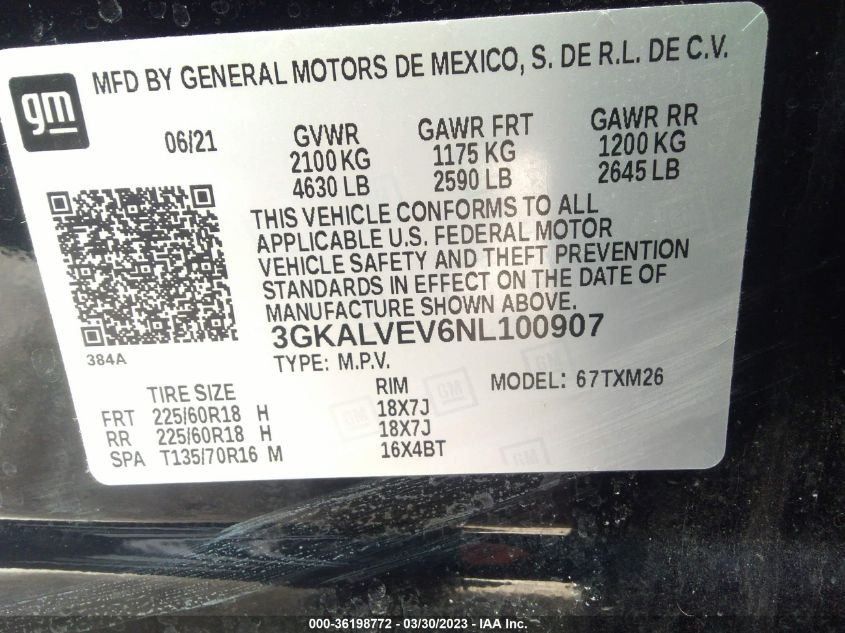 gm
MFD BY GENERAL MOTORS DE MEXICO, S. DE R.L. DE C.V.
06/21 GVWR GAWR FRT GAWR RR
2100 KG 1175 KG 1200 KG
4630 LB 2590 LB 2645 LB
THIS VEHICLE CONFORMS TO ALL
APPLICABLE U.S. FEDERAL MOTOR
VEHICLE SAFETY AND THEFT PREVENTION
STANDARDS IN EFFECT ON THE DATE OF
MANUFACTURE SHOWN ABOVE.
3GKALVEV6NL100907
384A
TYPE: M.P.V.
TIRE SIZE RIM MODEL: 67TXM26
FRT 225/60R18 H 18X7J
RR 225/60R18 H 18X7J
SPA T135/70R16 M 16X4BT
000-36198772 — 03/30/2023 — IAA Inc.